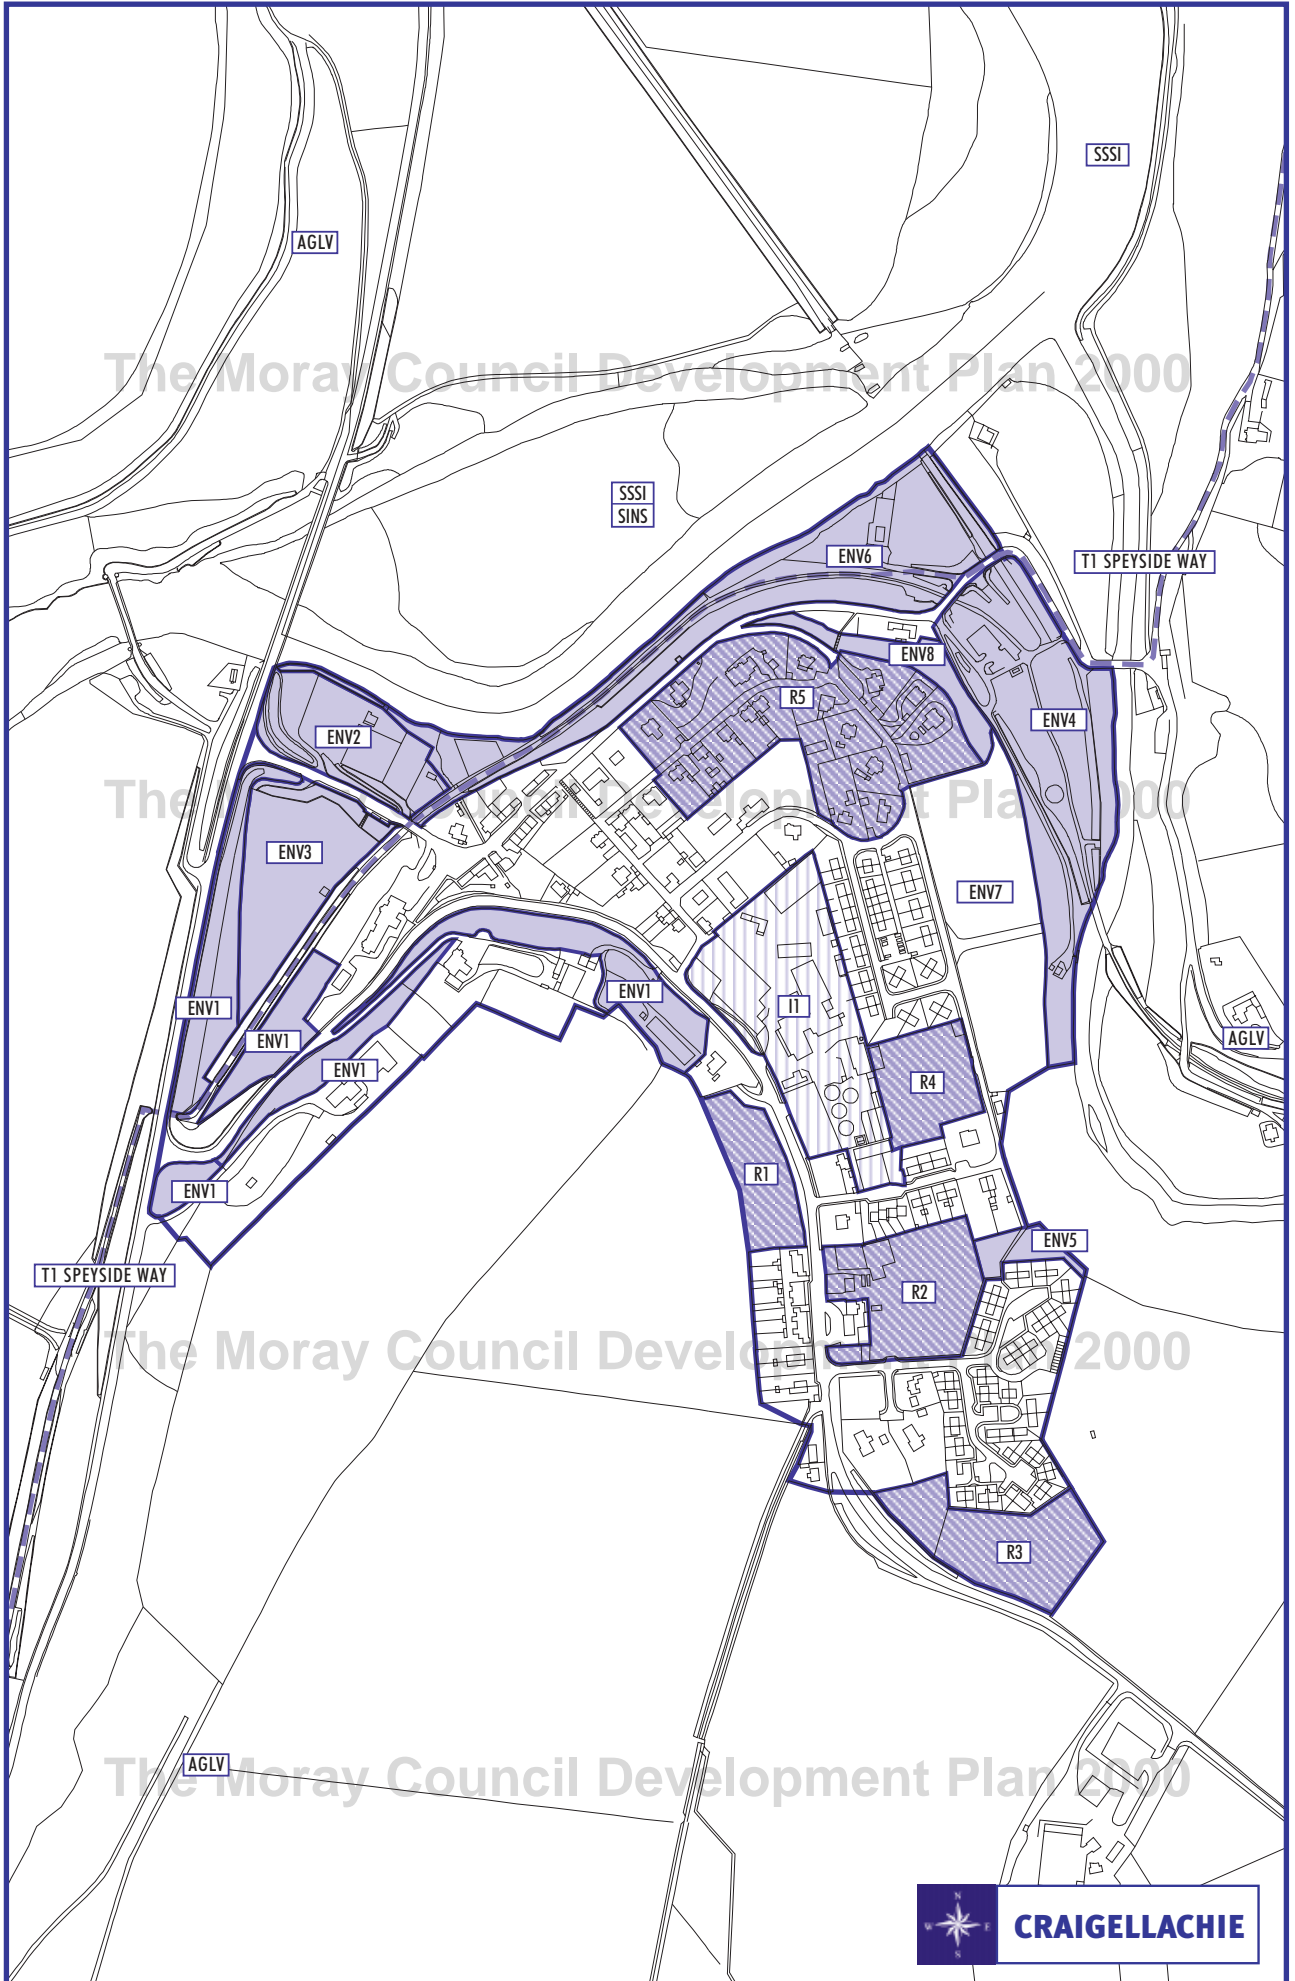 SSSI
AGLV
The Moray Council Development Plan 2000
SSSI
SINS
ENV6
T1 SPEYSIDE WAY
ENV8
R5
ENV4
ENV2
The Moray Council Development Plan 2000
ENV3
ENV7
ENV1
ENV1
I1
ENV1
AGLV
ENV1
R4
R1
ENV1
ENV5
T1 SPEYSIDE WAY
R2
The Moray Council Development Plan 2000
R3
AGLV
The Moray Council Development Plan 2000
N
W
E
S
CRAIGELLACHIE